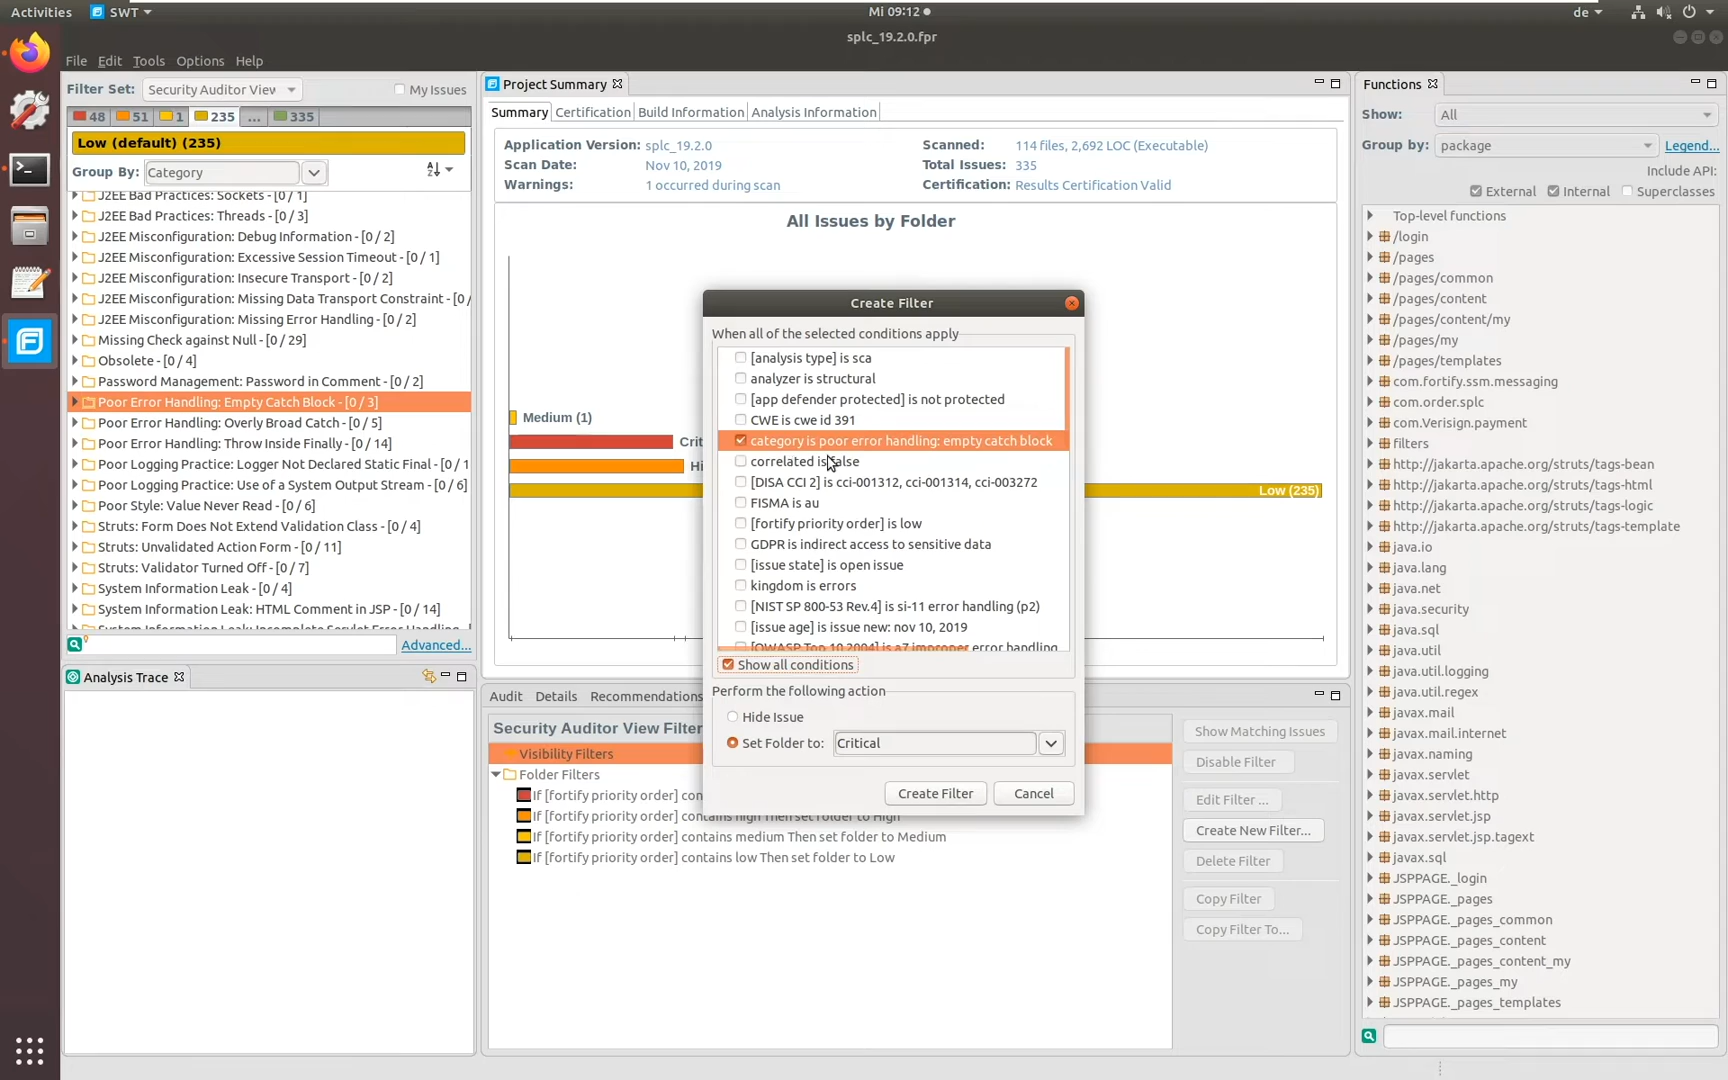 Activities SWT Mi 09:12 de
splc_19.2.0.fpr
File Edit Tools Options Help
Filter Set: Security Auditor View My Issues
48 51 1 235 ... 335
Low (default) (235)
Group By: Category
J2EE Bad Practices: Sockets - [0 / 1]
J2EE Bad Practices: Threads - [0 / 3]
J2EE Misconfiguration: Debug Information - [0 / 2]
J2EE Misconfiguration: Excessive Session Timeout - [0 / 1]
J2EE Misconfiguration: Insecure Transport - [0 / 2]
J2EE Misconfiguration: Missing Data Transport Constraint - [0 /
J2EE Misconfiguration: Missing Error Handling - [0 / 2]
Missing Check against Null - [0 / 29]
Obsolete - [0 / 4]
Password Management: Password in Comment - [0 / 2]
Poor Error Handling: Empty Catch Block - [0 / 3]
Poor Error Handling: Overly Broad Catch - [0 / 5]
Poor Error Handling: Throw Inside Finally - [0 / 14]
Poor Logging Practice: Logger Not Declared Static Final - [0 / 1
Poor Logging Practice: Use of a System Output Stream - [0 / 6]
Poor Style: Value Never Read - [0 / 6]
Struts: Form Does Not Extend Validation Class - [0 / 4]
Struts: Unvalidated Action Form - [0 / 11]
Struts: Validator Turned Off - [0 / 7]
System Information Leak - [0 / 4]
System Information Leak: HTML Comment in JSP - [0 / 14]
System Information Leak: Incomplete Servlet Error Handling
Advanced...
Analysis Trace
Project Summary
Summary Certification Build Information Analysis Information
Application Version: splc_19.2.0 Scanned: 114 files, 2,692 LOC (Executable)
Scan Date: Nov 10, 2019 Total Issues: 335
Warnings: 1 occurred during scan Certification: Results Certification Valid
All Issues by Folder
Medium (1)
Crit
Hi
Low (235)
Create Filter
When all of the selected conditions apply
[analysis type] is sca
analyzer is structural
[app defender protected] is not protected
CWE is cwe id 391
category is poor error handling: empty catch block
correlated is false
[DISA CCI 2] is cci-001312, cci-001314, cci-003272
FISMA is au
[fortify priority order] is low
GDPR is indirect access to sensitive data
[issue state] is open issue
kingdom is errors
[NIST SP 800-53 Rev.4] is si-11 error handling (p2)
[issue age] is issue new: nov 10, 2019
[OWASP Top 10 2004] is a7 improper error handling
Show all conditions
Perform the following action
Hide Issue
Set Folder to: Critical
Create Filter Cancel
Audit Details Recommendations
Security Auditor View Filter
Visibility Filters
Folder Filters
If [fortify priority order] con
If [fortify priority order] contains high Then set folder to High
If [fortify priority order] contains medium Then set folder to Medium
If [fortify priority order] contains low Then set folder to Low
Show Matching Issues
Disable Filter
Edit Filter ...
Create New Filter...
Delete Filter
Copy Filter
Copy Filter To...
Functions
Show: All
Group by: package Legend...
Include API:
External Internal Superclasses
Top-level functions
/login
/pages
/pages/common
/pages/content
/pages/content/my
/pages/my
/pages/templates
com.fortify.ssm.messaging
com.order.splc
com.Verisign.payment
filters
http://jakarta.apache.org/struts/tags-bean
http://jakarta.apache.org/struts/tags-html
http://jakarta.apache.org/struts/tags-logic
http://jakarta.apache.org/struts/tags-template
java.io
java.lang
java.net
java.security
java.sql
java.util
java.util.logging
java.util.regex
javax.mail
javax.mail.internet
javax.naming
javax.servlet
javax.servlet.http
javax.servlet.jsp
javax.servlet.jsp.tagext
javax.sql
JSPPAGE._login
JSPPAGE._pages
JSPPAGE._pages_common
JSPPAGE._pages_content
JSPPAGE._pages_content_my
JSPPAGE._pages_my
JSPPAGE._pages_templates